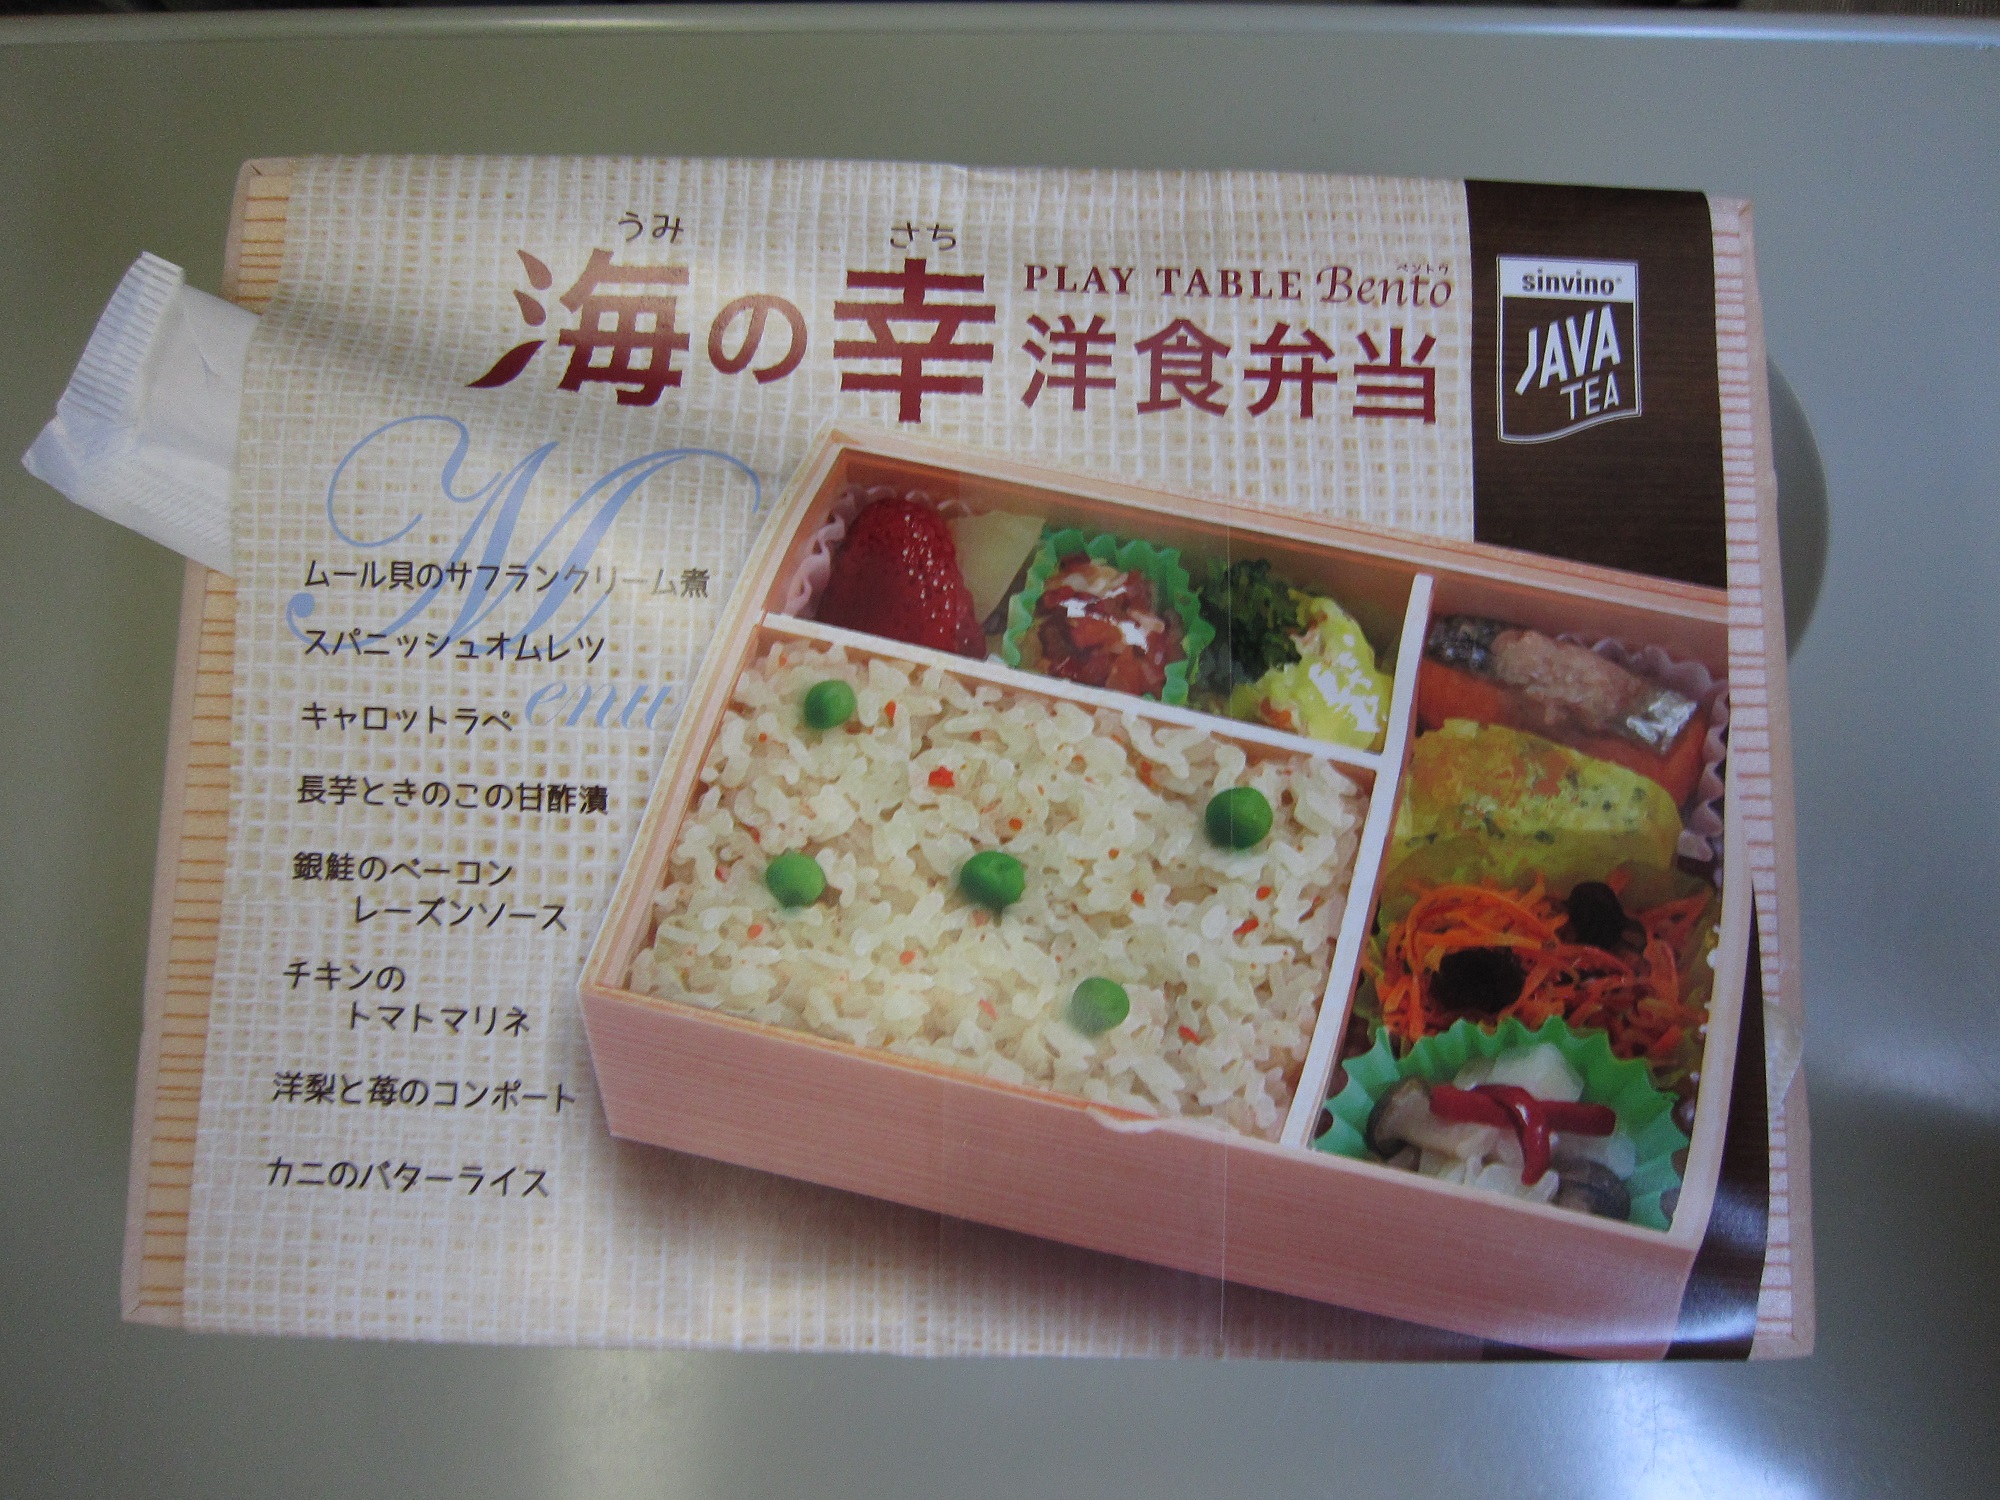 うみ さち
海の幸
PLAY TABLE Bento
ベントウ
洋食弁当
sinvino
JAVA
TEA
Menu
ムール貝のサフランクリーム煮
スパニッシュオムレツ
キャロットラペ
長芋ときのこの甘酢漬
銀鮭のベーコン
レーズンソース
チキンの
トマトマリネ
洋梨と苺のコンポート
カニのバターライス